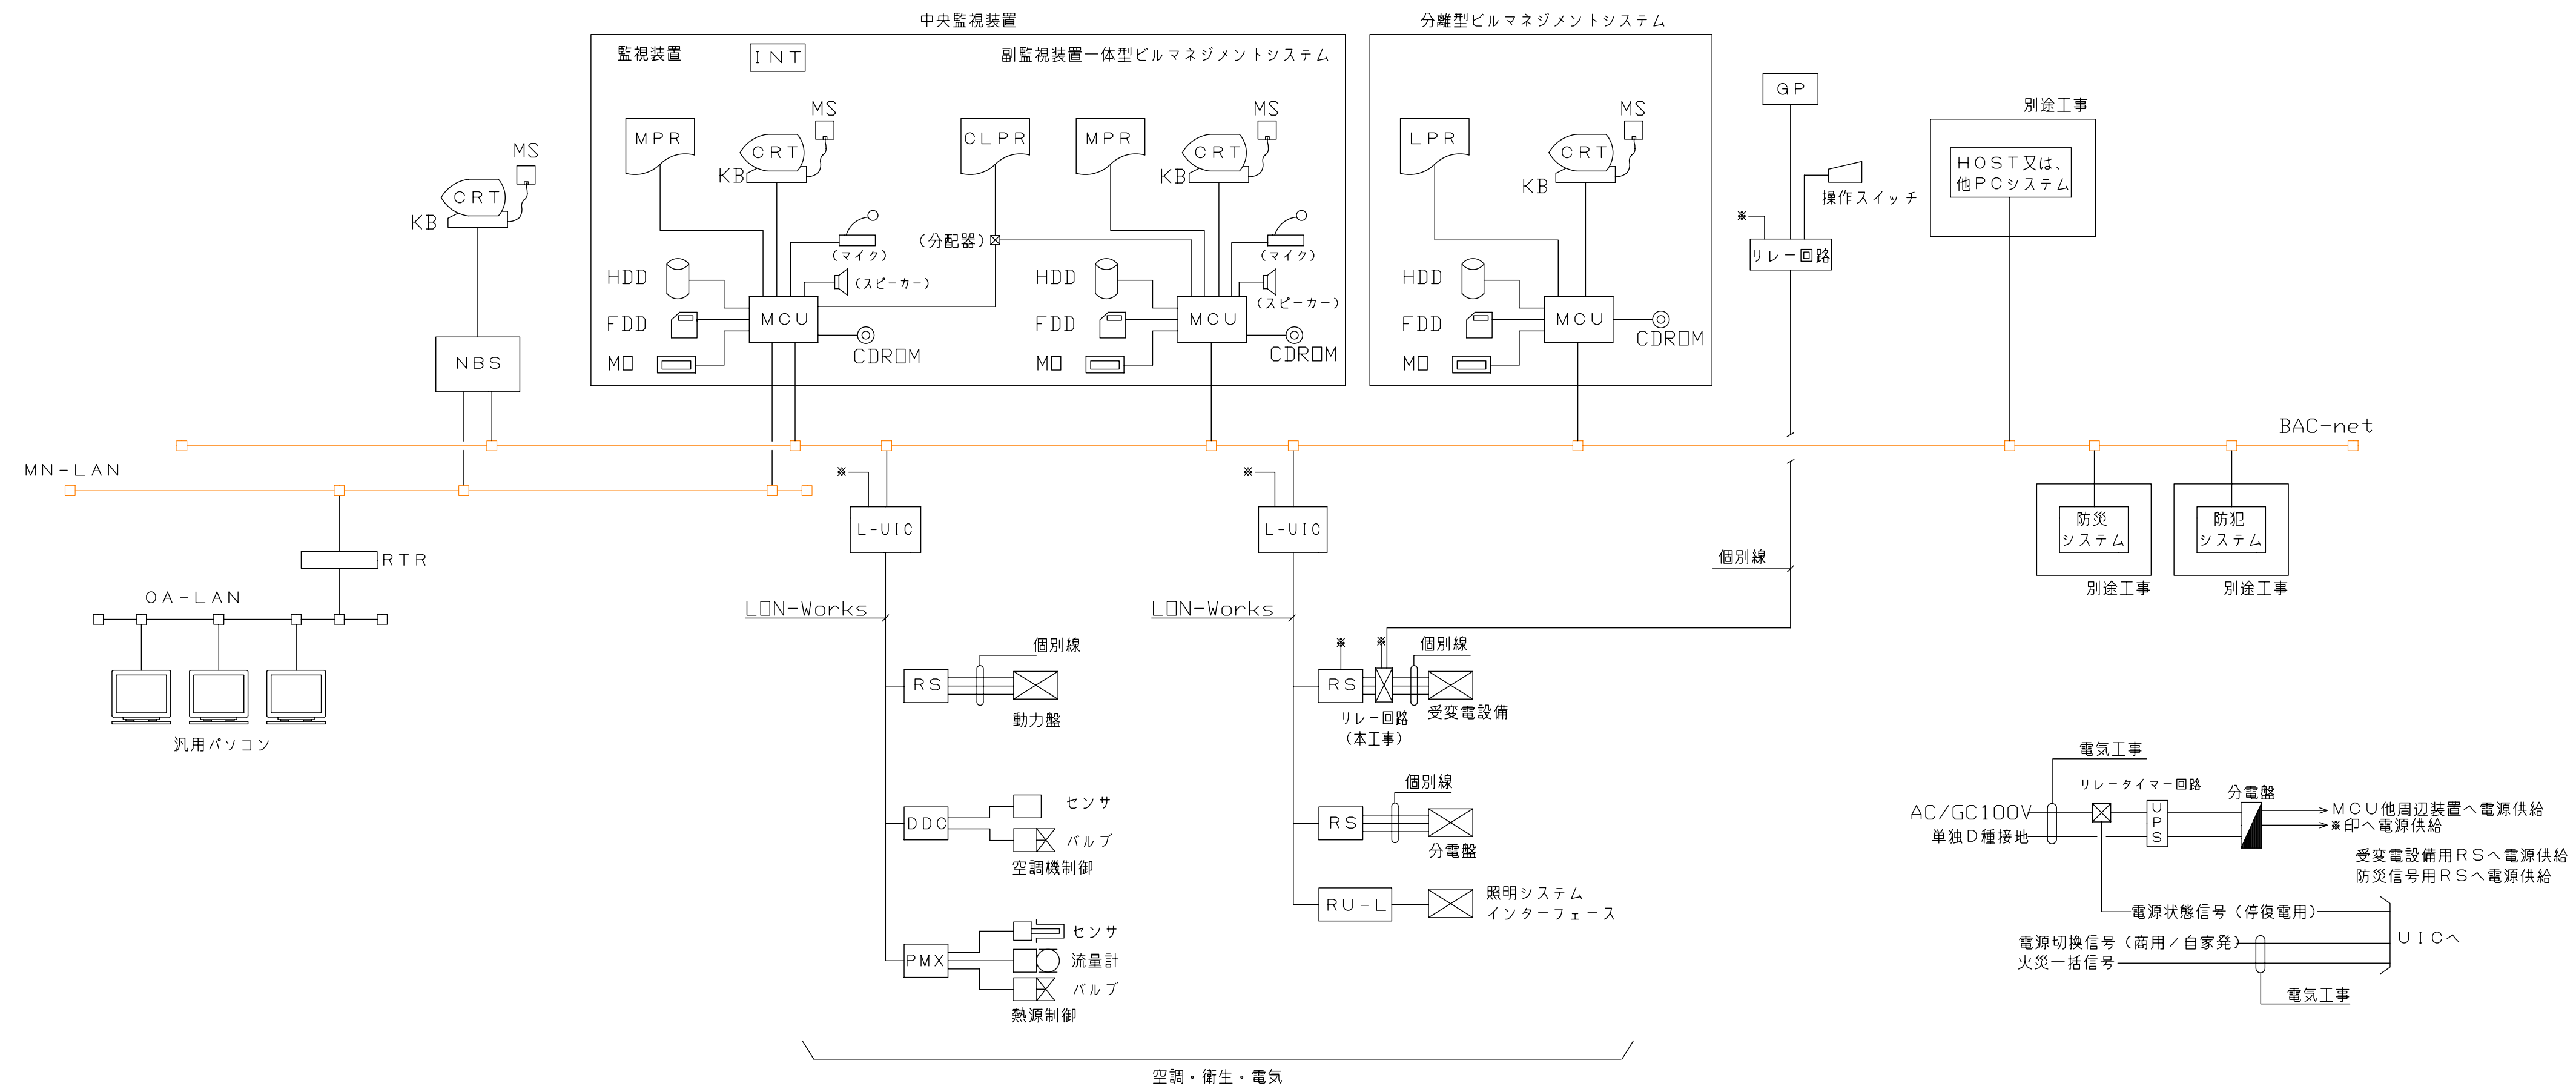 中央監視装置
分離型ビルマネジメントシステム
監視装置
INT
副監視装置一体型ビルマネジメントシステム
GP
別途工事
MS
MS
MS
MPR
CRT
KB
CLPR
MPR
CRT
KB
LPR
CRT
KB
HOST又は、
他PCシステム
操作スイッチ
MS
CRT
KB
※
(分配器)
(マイク)
(マイク)
リレー回路
HDD
(スピーカー)
HDD
(スピーカー)
HDD
FDD
MCU
FDD
MCU
FDD
MCU
MO
CDROM
MO
CDROM
MO
CDROM
NBS
BAC-net
MN-LAN
※
※
L-UIC
L-UIC
防災
システム
防犯
システム
別途工事
別途工事
RTR
個別線
OA-LAN
LON-Works
LON-Works
汎用パソコン
個別線
RS
動力盤
※
※
個別線
RS
リレー回路
(本工事)
受変電設備
DDC
センサ
バルブ
空調機制御
個別線
RS
分電盤
RU-L
照明システム
インターフェース
PMX
センサ
流量計
バルブ
熱源制御
空調・衛生・電気
電気工事
リレータイマー回路
分電盤
AC/GC100V
単独D種接地
UPS
MCU他周辺装置へ電源供給
※印へ電源供給
受変電設備用RSへ電源供給
防災信号用RSへ電源供給
電源状態信号(停復電用)
電源切換信号(商用/自家発)
火災一括信号
UICへ
電気工事